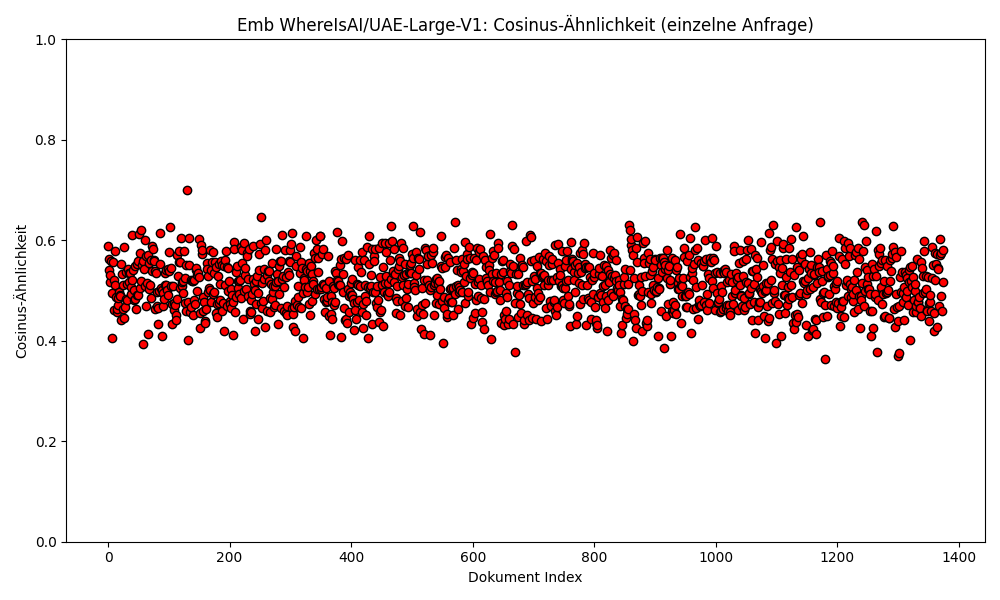 Emb WhereIsAI/UAE-Large-V1: Cosinus-Ähnlichkeit (einzelne Anfrage)
1.0
0.8
0.6
0.4
0.2
0.0
Cosinus-Ähnlichkeit
0 200 400 600 800 1000 1200 1400
Dokument Index